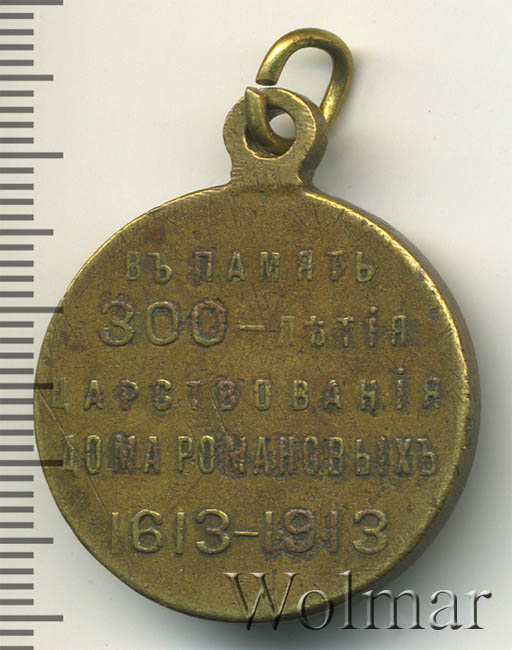 ВЪ ПАМЯТЬ
300-ЛѢТІЯ
ЦАРСТВОВАНІЯ
ДОМА РОМАНОВЫХЪ
1613-1913
Wolmar